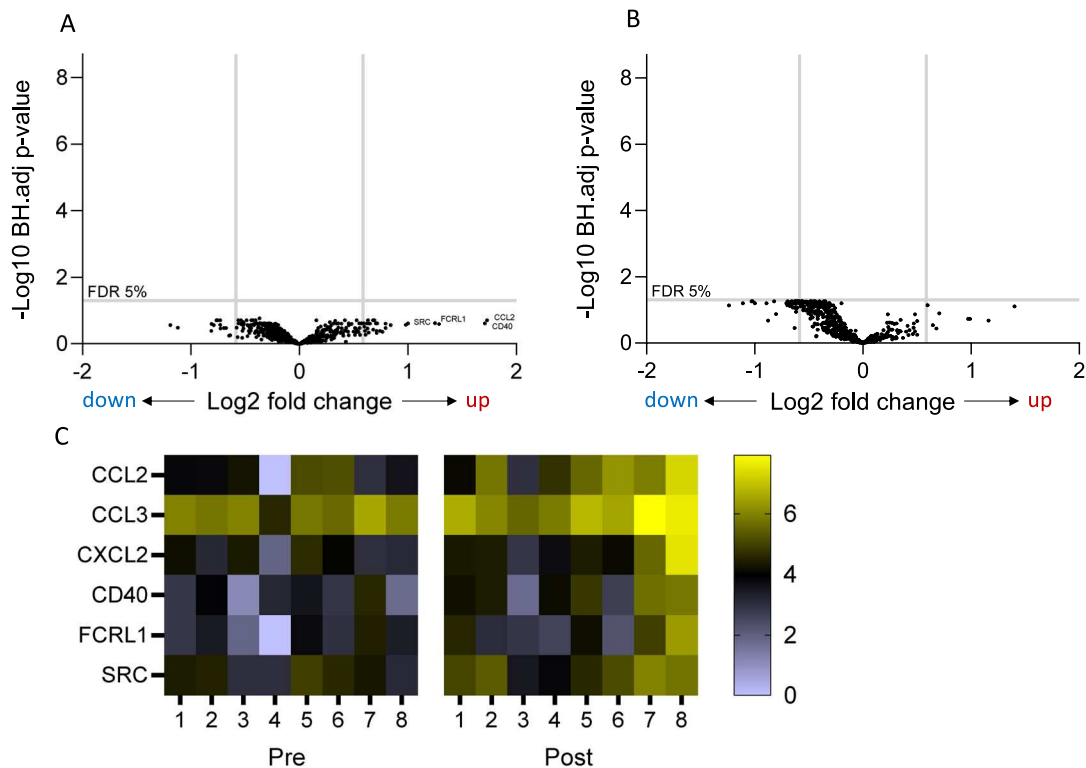 A
-Log10 BH.adj p-value
8
6
4
2
0
FDR 5%
SRC
FCRL1
CCL2
CD40
-2
-1
0
1
2
down
Log2 fold change
up
B
-Log10 BH.adj p-value
8
6
4
2
0
FDR 5%
-2
-1
0
1
2
down
Log2 fold change
up
C
CCL2
CCL3
CXCL2
CD40
FCRL1
SRC
1 2 3 4 5 6 7 8
Pre
1 2 3 4 5 6 7 8
Post
6
4
2
0